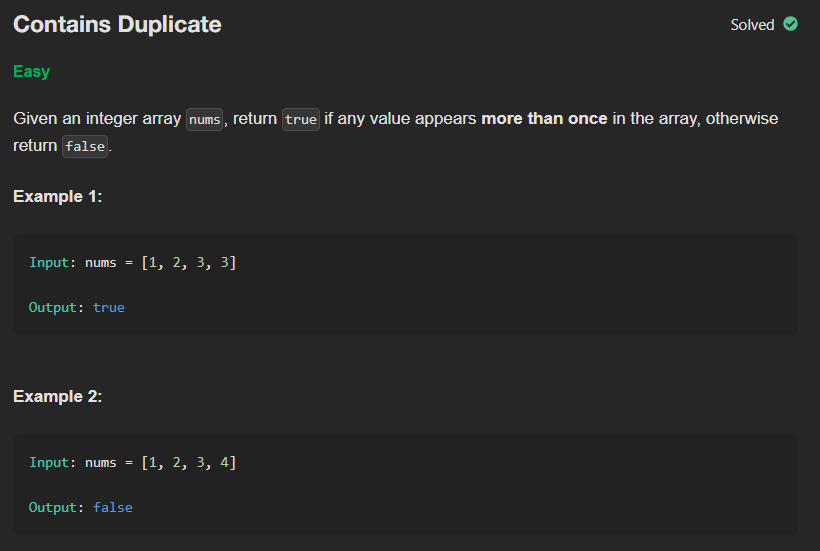 Contains Duplicate
Solved
Easy
Given an integer array nums, return true if any value appears more than once in the array, otherwise
return false.
Example 1:
Input: nums = [1, 2, 3, 3]
Output: true
Example 2:
Input: nums = [1, 2, 3, 4]
Output: false